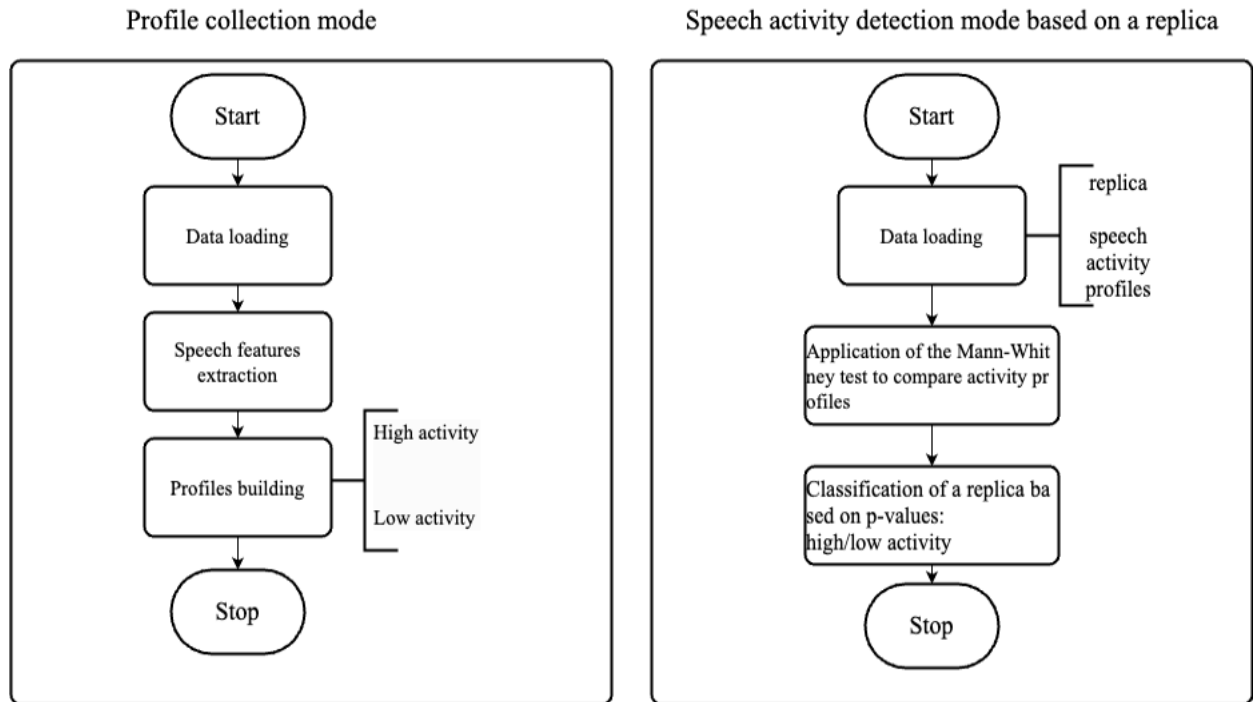 Profile collection mode
Start
Data loading
Speech features
extraction
Profiles building
High activity
Low activity
Stop
Speech activity detection mode based on a replica
Start
Data loading
replica
speech
activity
profiles
Application of the Mann-Whit
ney test to compare activity pr
ofiles
Classification of a replica ba
sed on p-values:
high/low activity
Stop